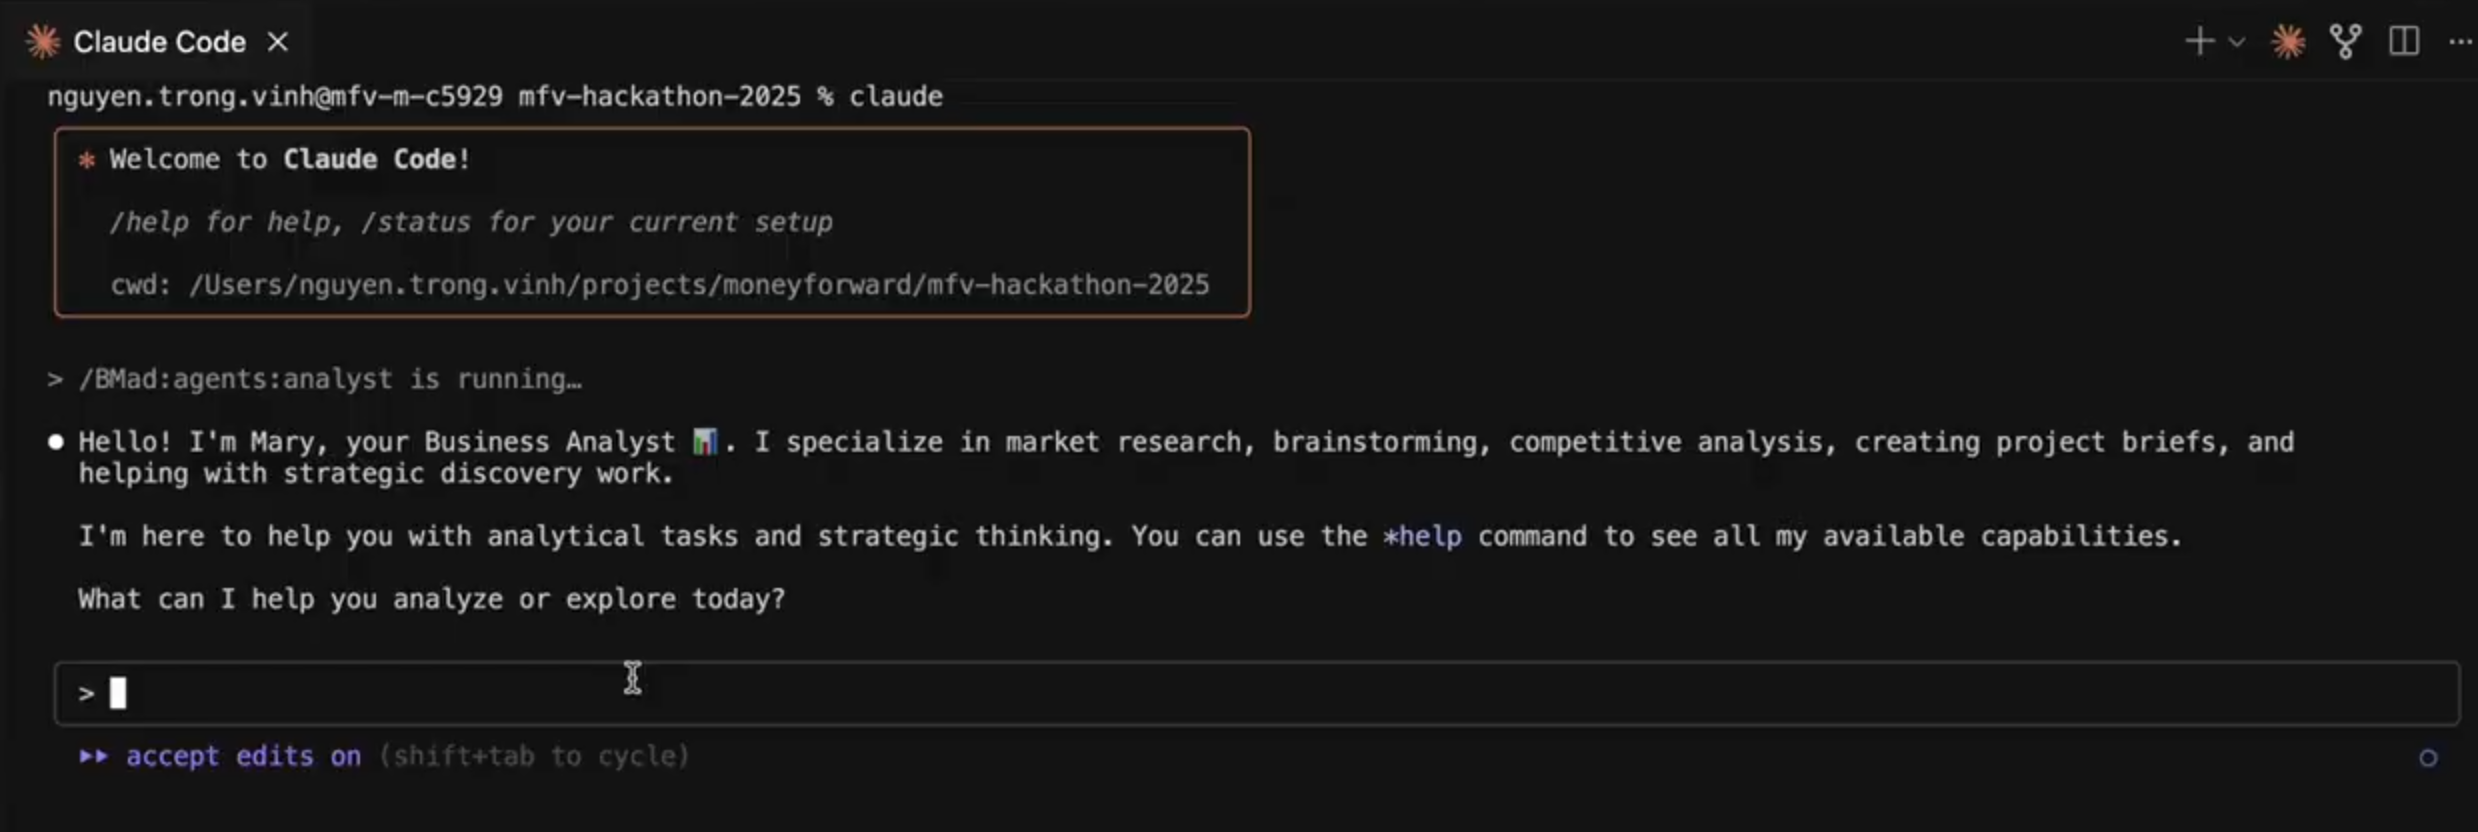 Claude Code
nguyen.trong.vinh@mfv-m-c5929 mfv-hackathon-2025 % claude
* Welcome to Claude Code!
/help for help, /status for your current setup
cwd: /Users/nguyen.trong.vinh/projects/moneyforward/mfv-hackathon-2025
> /BMad:agents:analyst is running…
● Hello! I'm Mary, your Business Analyst 📊. I specialize in market research, brainstorming, competitive analysis, creating project briefs, and
helping with strategic discovery work.
I'm here to help you with analytical tasks and strategic thinking. You can use the *help command to see all my available capabilities.
What can I help you analyze or explore today?
>
⏵⏵ accept edits on (shift+tab to cycle)